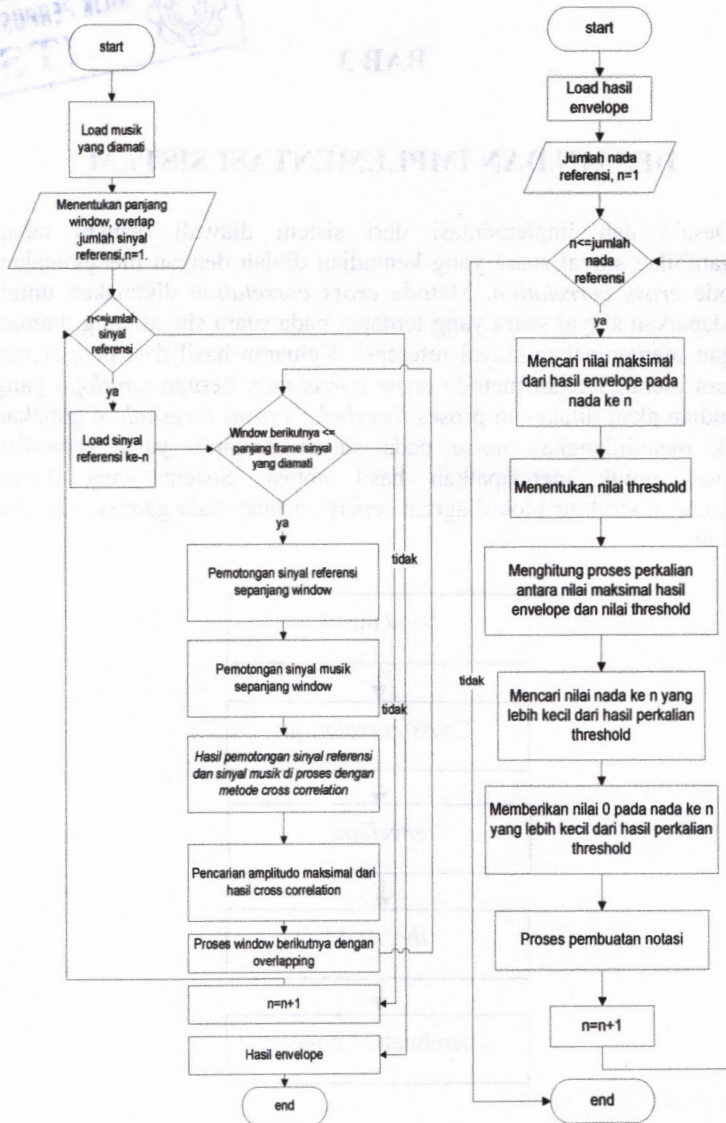 start
Load musik
yang diamati
Menentukan panjang
window, overlap
,jumlah sinyal
referensi,n=1
n<=jumlah
sinyal
referensi
ya
Load sinyal
referensi ke-n
Window berikutnya <=
panjang frame sinyal
yang diamati
ya
tidak
Pemotongan sinyal referensi
sepanjang window
Pemotongan sinyal musik
sepanjang window
tidak
Hasil pemotongan sinyal referensi
dan sinyal musik di proses dengan
metode cross correlation
Pencarian amplitudo maksimal dari
hasil cross correlation
Proses window berikutnya dengan
overlapping
n=n+1
Hasil envelope
end
start
Load hasil
envelope
Jumlah nada
referensi, n=1
n<=jumlah
nada
referensi
ya
Mencari nilai maksimal
dari hasil envelope pada
nada ke n
Menentukan nilai threshold
Menghitung proses perkalian
antara nilai maksimal hasil
envelope dan nilai threshold
tidak
Mencari nilai nada ke n yang
lebih kecil dari hasil perkalian
threshold
Memberikan nilai 0 pada nada ke n
yang lebih kecil dari hasil perkalian
threshold
Proses pembuatan notasi
n=n+1
end